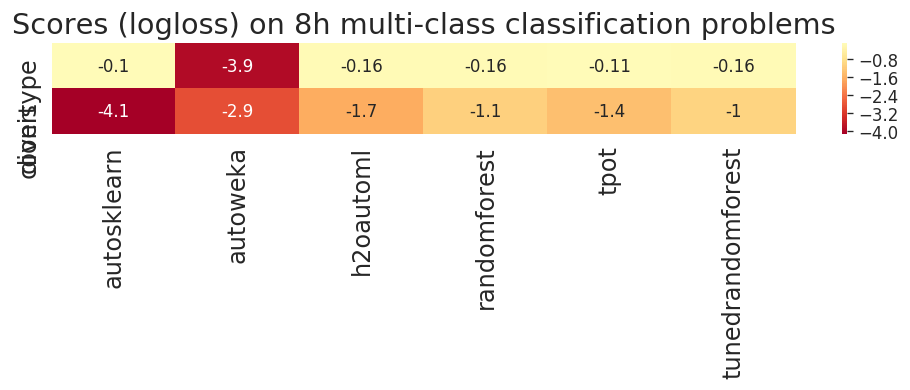 Scores (logloss) on 8h multi-class classification problems
-0.1 -3.9 -0.16 -0.16 -0.11 -0.16
-4.1 -2.9 -1.7 -1.1 -1.4 -1
−0.8
−1.6
−2.4
−3.2
−4.0
autosklearn
autoweka
h2oautoml
randomforest
tpot
tunedrandomforest